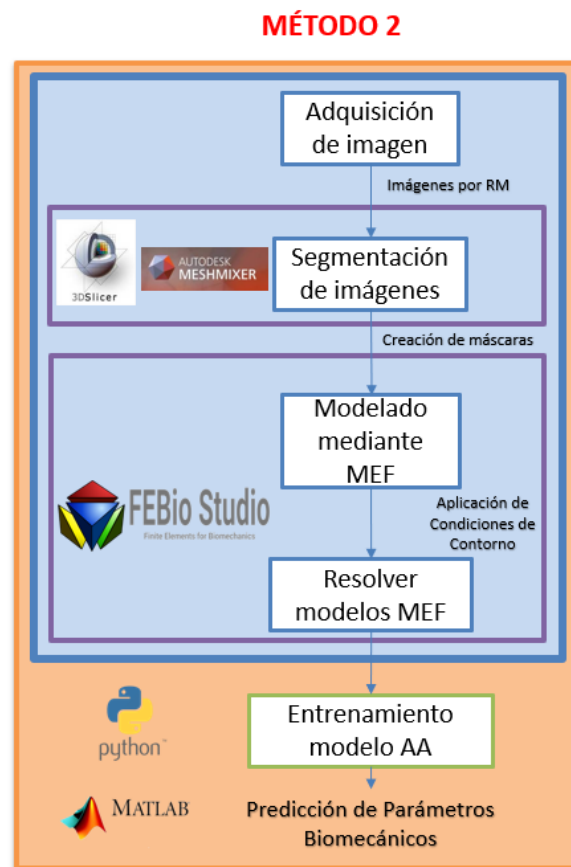 MÉTODO 2
Adquisición
de imagen
Imágenes por RM
3DSlicer
AUTODESK
MESHMIXER
Segmentación
de imágenes
Creación de máscaras
Modelado
mediante
MEF
FEBio Studio
Finite Elements for Biomechanics
Aplicación de
Condiciones de
Contorno
Resolver
modelos MEF
python™
Entrenamiento
modelo AA
MATLAB
Predicción de Parámetros
Biomecánicos